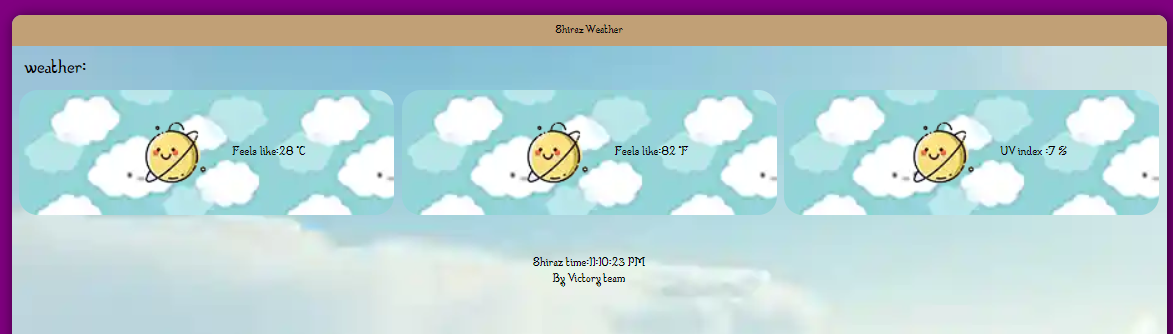 Shiraz Weather
weather:
Feels like:28 °C
Feels like:82 °F
UV index :7 %
Shiraz time:11:10:23 PM
By Victory team